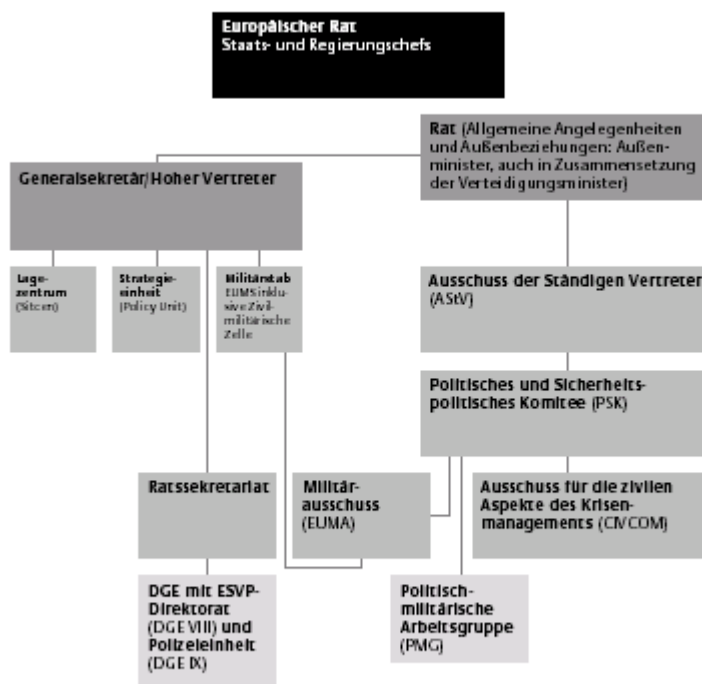 Europäischer Rat
Staats- und Regierungschefs
Rat (Allgemeine Angelegenheiten
und Außenbeziehungen: Außen-
minister, auch in Zusammensetzung
der Verteidigungsminister)
Generalsekretär/Hoher Vertreter
Lage-
zentrum
(Sitcen)
Strategie-
einheit
(Policy Unit)
Militärstab
EUMS inklu-
sive Zivil-
militärische
Zelle
Ausschuss der Ständigen Vertreter
(AStV)
Politisches und Sicherheits-
politisches Komitee (PSK)
Ratssekretariat
Militär-
ausschuss
(EUMA)
Ausschuss für die zivilen
Aspekte des Krisen-
managements (CIVCOM)
DGE mit ESVP-
Direktorat
(DGE VIII) und
Polizeieinheit
(DGE IX)
Politisch-
militärische
Arbeitsgruppe
(PMG)